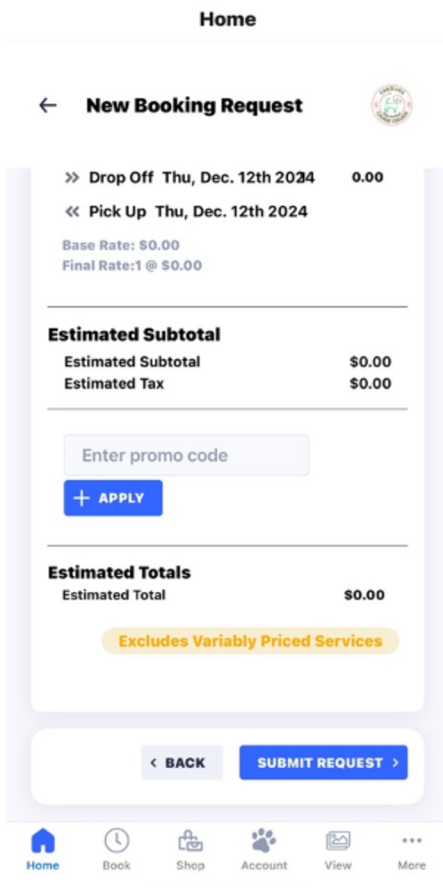 Home
New Booking Request
>> Drop Off Thu, Dec. 12th 2024 0.00
<< Pick Up Thu, Dec. 12th 2024
Base Rate: $0.00
Final Rate:1 @ $0.00
Estimated Subtotal
Estimated Subtotal $0.00
Estimated Tax $0.00
Enter promo code
+ APPLY
Estimated Totals
Estimated Total $0.00
Excludes Variably Priced Services
< BACK SUBMIT REQUEST >
Home Book Shop Account View More